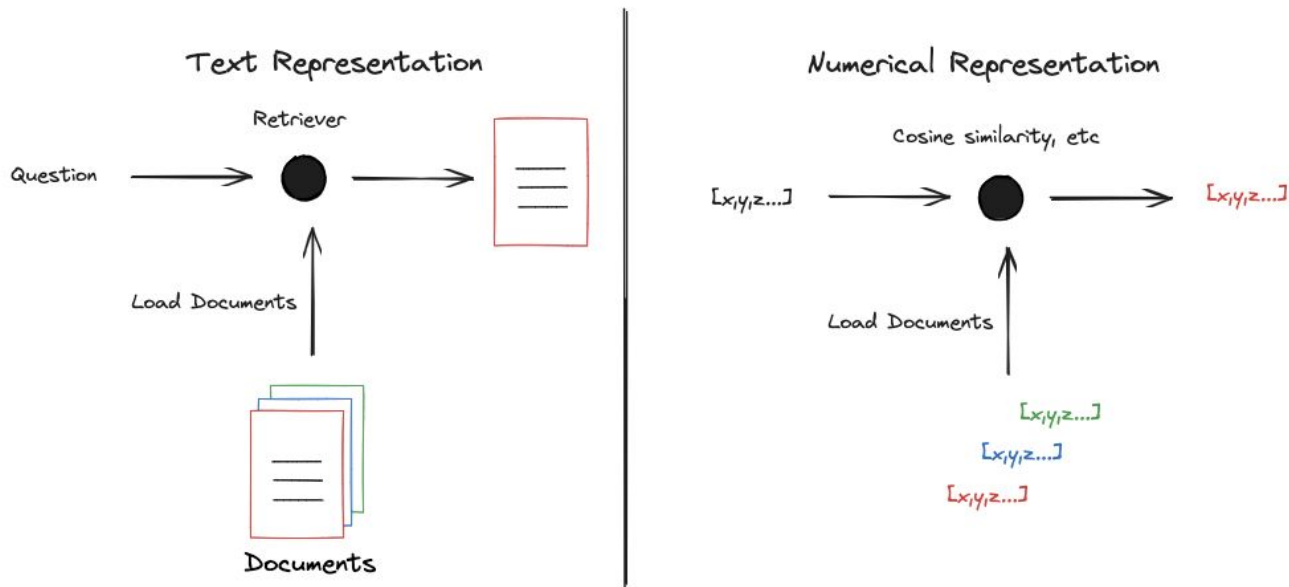 Text Representation
Retriever
Question
Load Documents
Documents
Numerical Representation
Cosine similarity, etc
[x,y,z...]
[x,y,z...]
Load Documents
[x,y,z...]
[x,y,z...]
[x,y,z...]